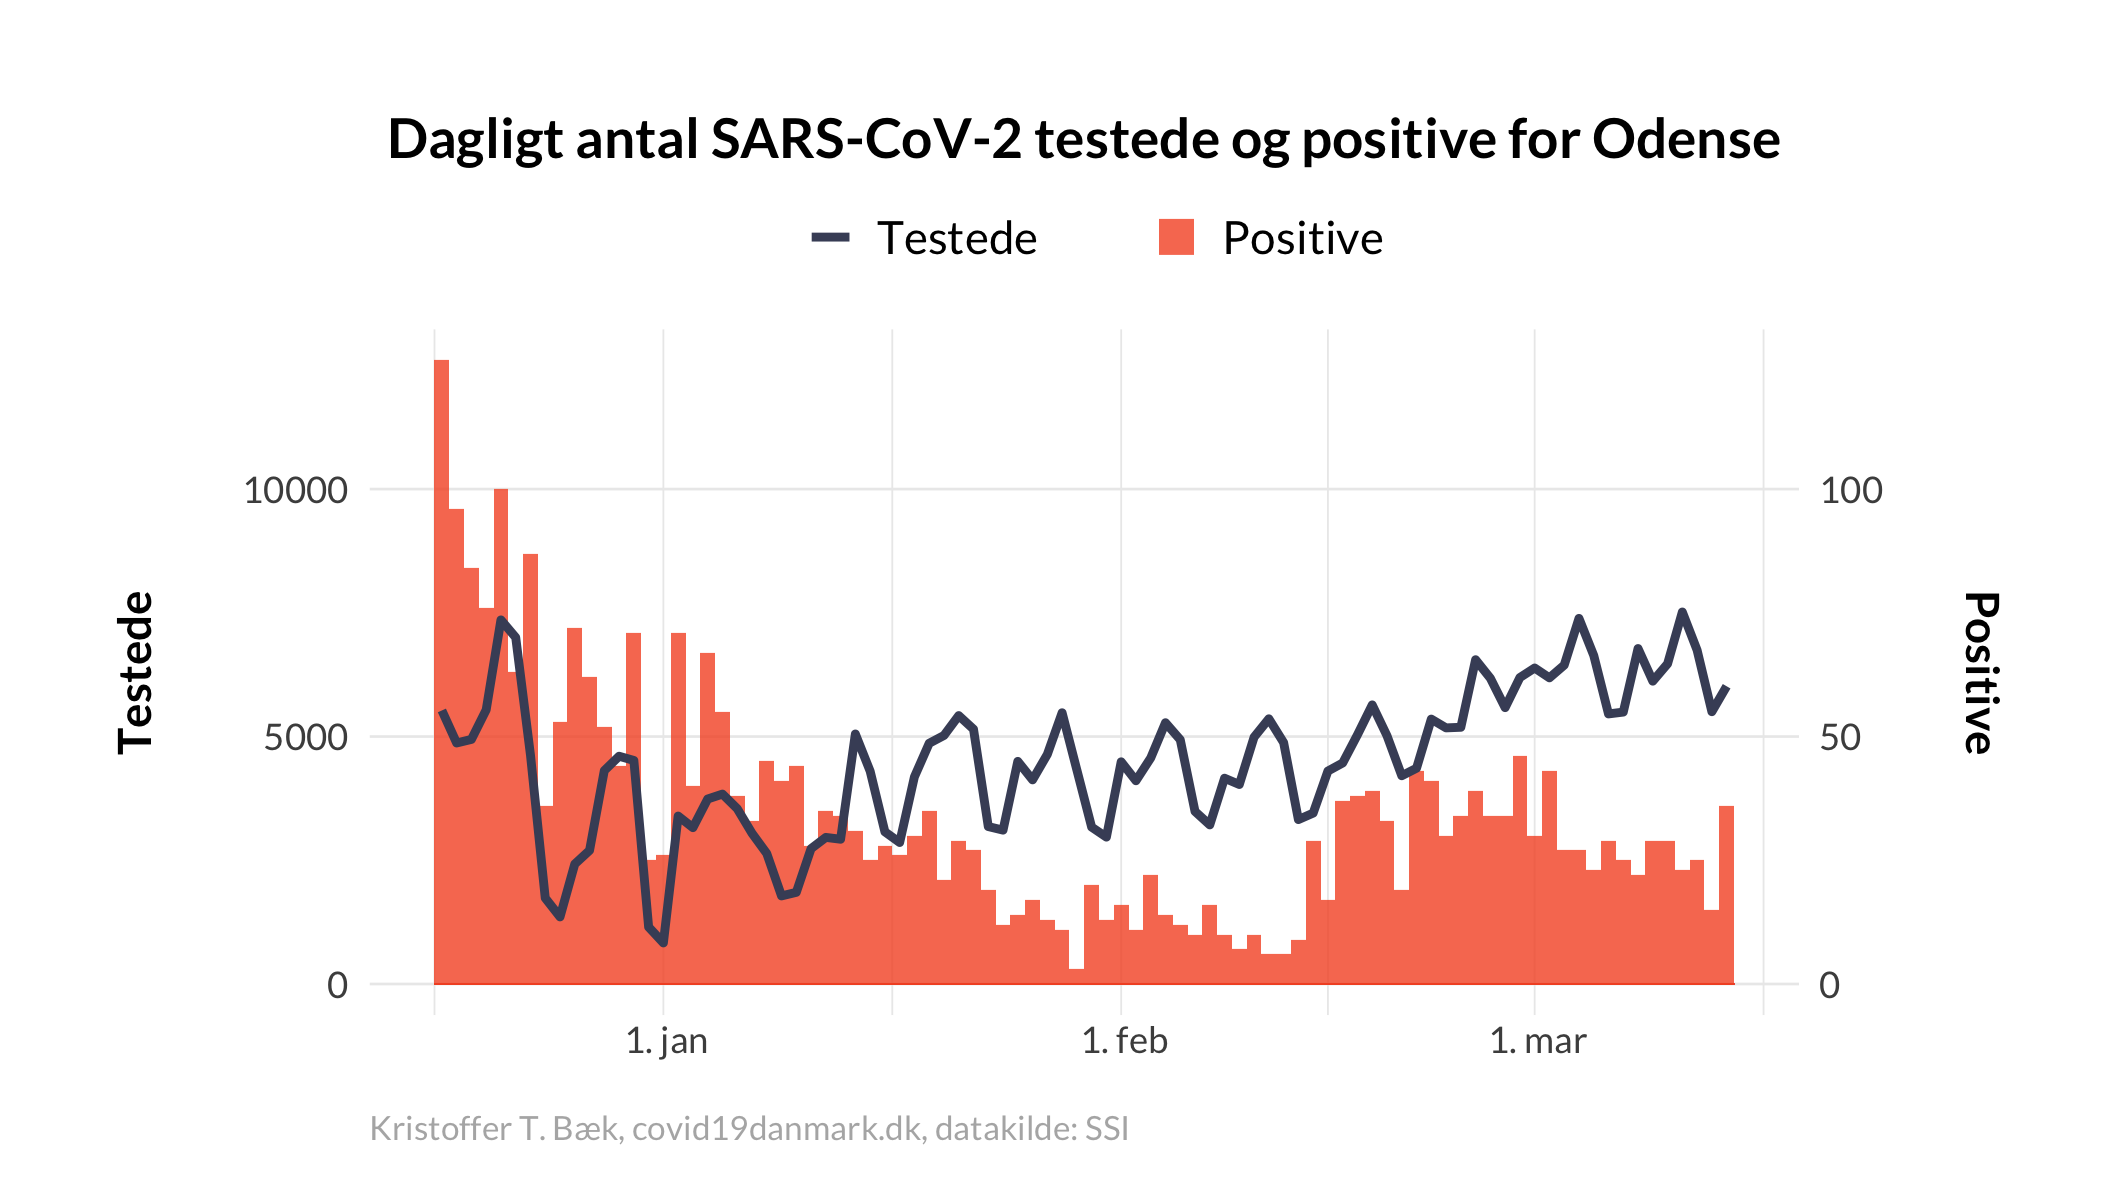 Dagligt antal SARS-CoV-2 testede og positive for Odense
Testede
Positive
10000
5000
0
Testede
100
50
0
Positive
1. jan
1. feb
1. mar
Kristoffer T. Bæk, covid19danmark.dk, datakilde: SSI